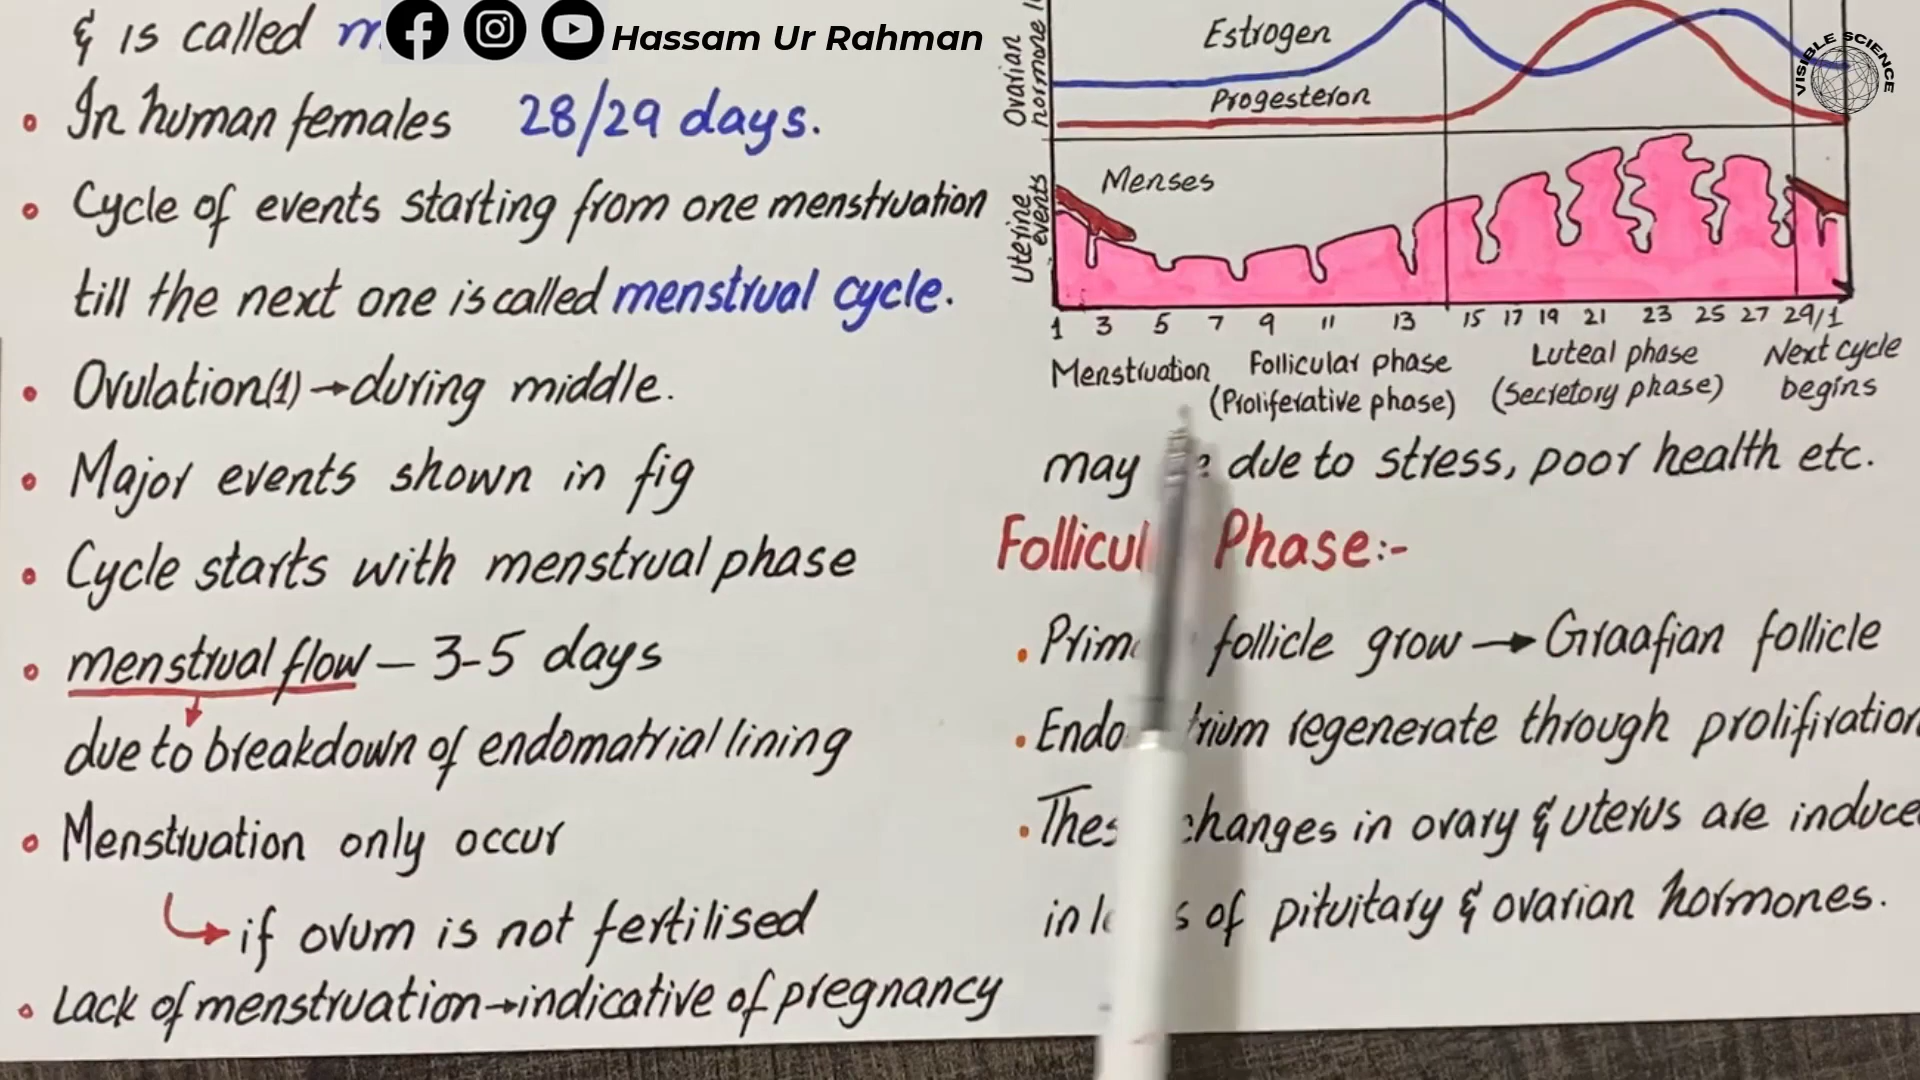 & is called
Hassam Ur Rahman
• In human females 28/29 days.
• Cycle of events starting from one menstruation
till the next one is called menstrual cycle.
• Ovulation(1) → during middle.
• Major events shown in fig
• Cycle starts with menstrual phase
• menstrual flow – 3-5 days
due to breakdown of endomatrial lining
• Menstruation only occur
if ovum is not fertilised
• Lack of menstruation → indicative of pregnancy
Ovarian
hormone
Estrogen
Progesteron
VISIBLE SCIENCE
Uterine
events
Menses
1 3 5 7 9 11 13 15 17 19 21 23 25 27 29/1
Menstruation
Follicular phase
(Proliferative phase)
Luteal phase
(Secretory phase)
Next cycle
begins
may due to stress, poor health etc.
Phase:-
• follicle grow → Graafian follicle
• regenerate through prolifiration
• changes in ovary & uterus are induce
in of pituitary & ovarian hormones.